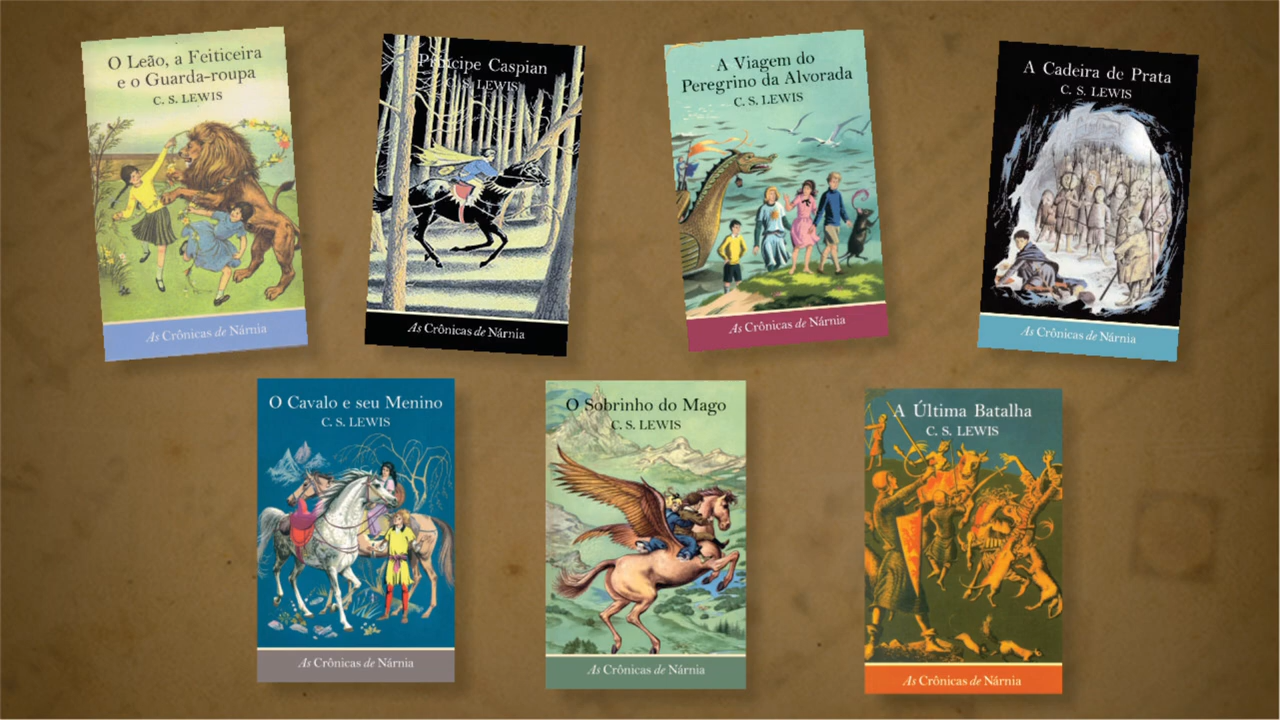 O Leão, a Feiticeira
e o Guarda-roupa
C. S. LEWIS
As Crônicas de Nárnia
Príncipe Caspian
C. S. LEWIS
As Crônicas de Nárnia
A Viagem do
Peregrino da Alvorada
C. S. LEWIS
As Crônicas de Nárnia
A Cadeira de Prata
C. S. LEWIS
As Crônicas de Nárnia
O Cavalo e seu Menino
C. S. LEWIS
As Crônicas de Nárnia
O Sobrinho do Mago
C. S. LEWIS
As Crônicas de Nárnia
A Última Batalha
C. S. LEWIS
As Crônicas de Nárnia